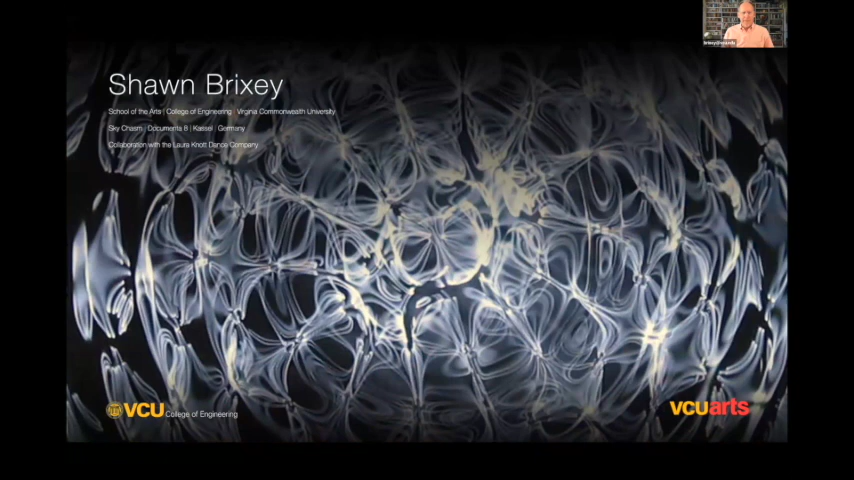 Shawn Brixey
School of the Arts | College of Engineering | Virginia Commonwealth University
Sky Chasm | Documenta 8 | Kassel | Germany
Collaboration with the Laura Knott Dance Company
VCU College of Engineering
vcuarts